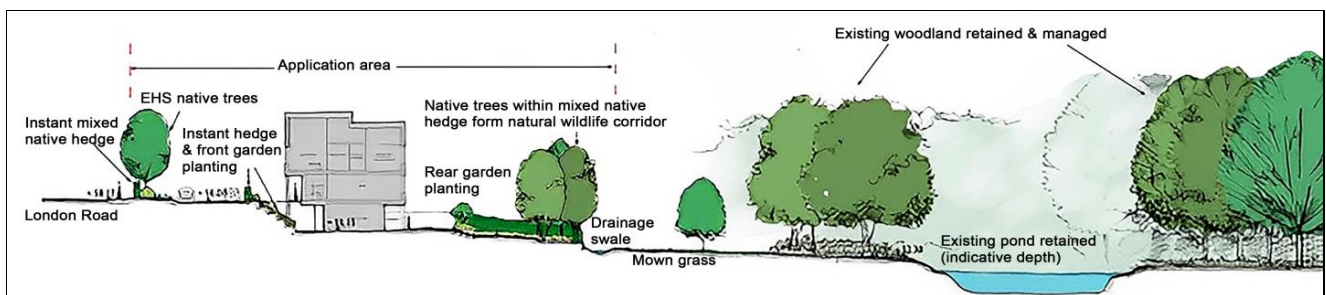 Existing woodland retained & managed
Application area
EHS native trees
Instant mixed
native hedge
Instant hedge
& front garden
planting
Native trees within mixed native
hedge form natural wildlife corridor
Rear garden
planting
London Road
Drainage
swale
Mown grass
Existing pond retained
(indicative depth)